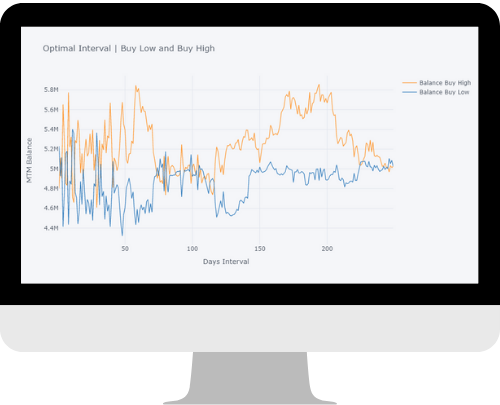 Optimal Interval | Buy Low and Buy High
Balance Buy High
Balance Buy Low
5.8M
5.6M
5.4M
5.2M
5M
4.8M
4.6M
4.4M
MTM Balance
50
100
150
200
Days Interval